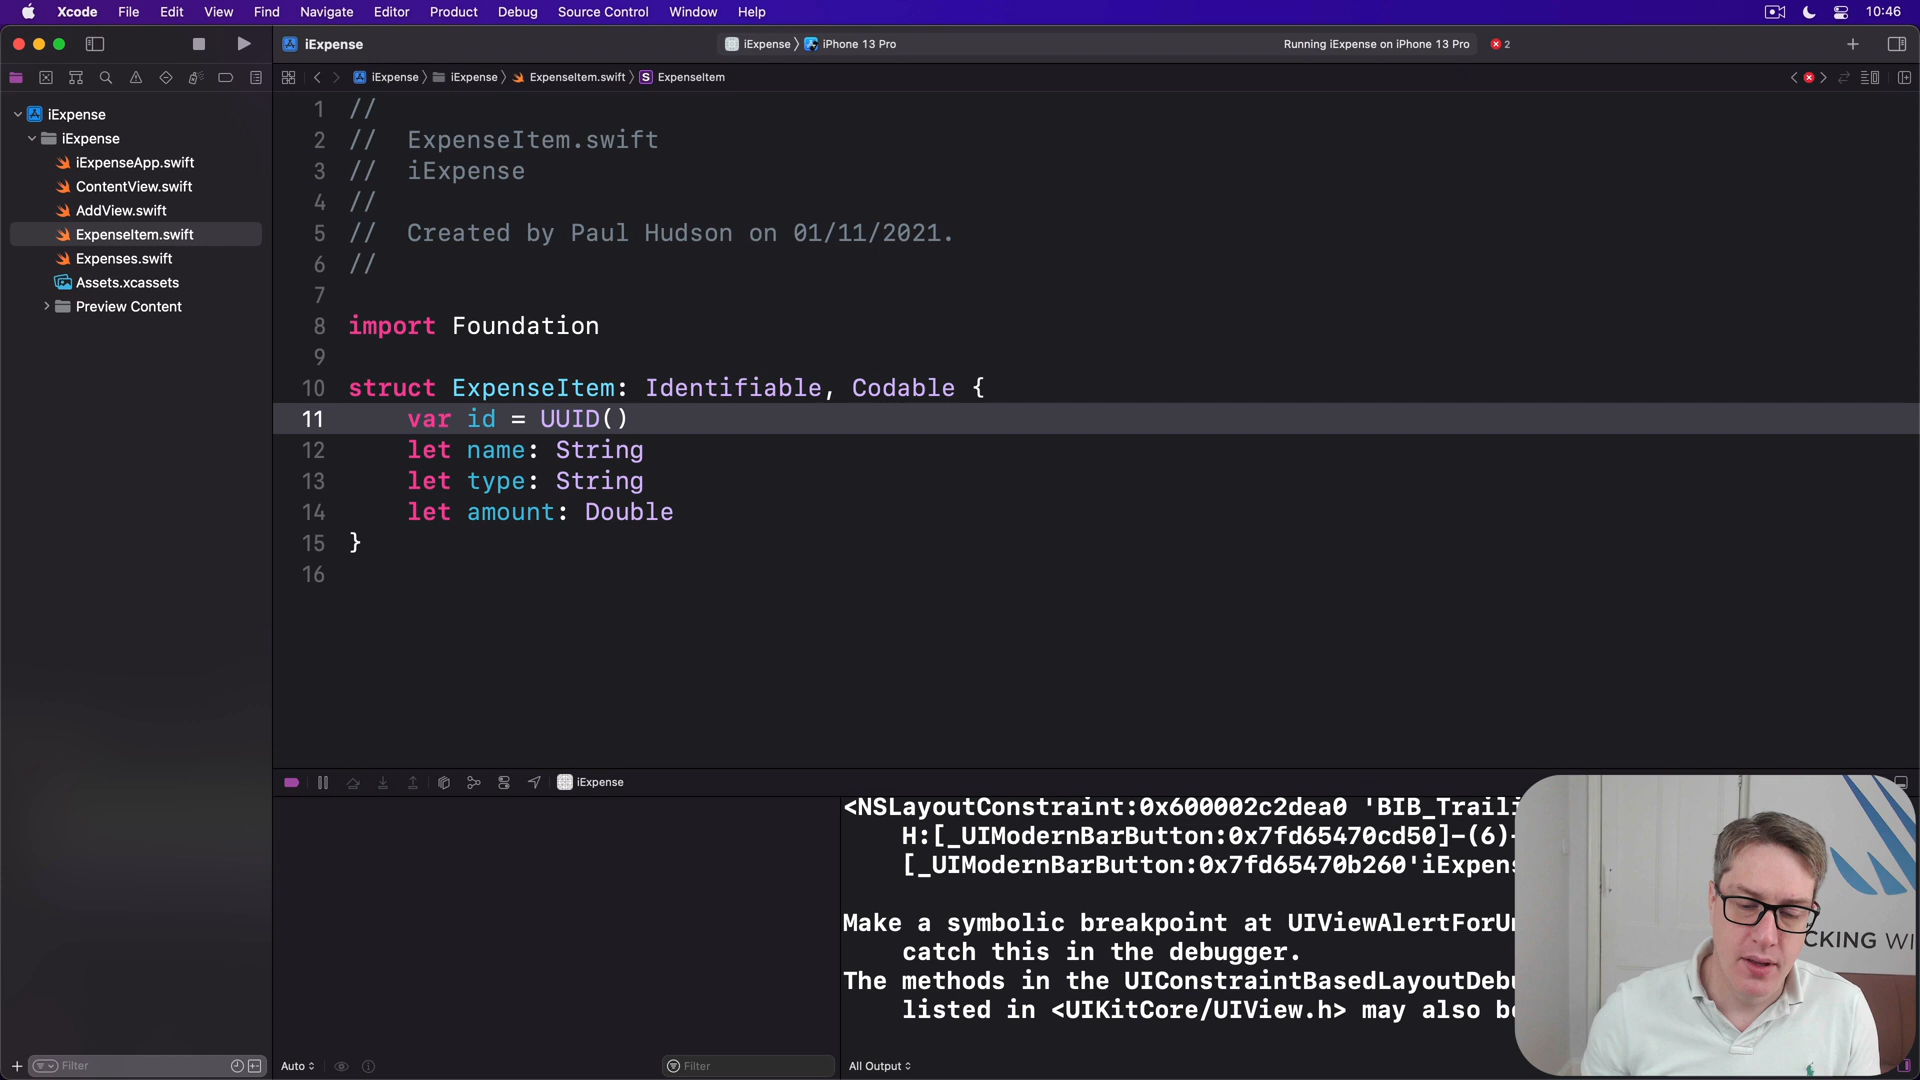 Xcode File Edit View Find Navigate Editor Product Debug Source Control Window Help 10:46
iExpense iExpense iPhone 13 Pro Running iExpense on iPhone 13 Pro 2
iExpense iExpense ExpenseItem.swift S ExpenseItem
iExpense
iExpense
iExpenseApp.swift
ContentView.swift
AddView.swift
ExpenseItem.swift
Expenses.swift
Assets.xcassets
Preview Content
1 //
2 //  ExpenseItem.swift
3 //  iExpense
4 //
5 //  Created by Paul Hudson on 01/11/2021.
6 //
7
8 import Foundation
9
10 struct ExpenseItem: Identifiable, Codable {
11     var id = UUID()
12     let name: String
13     let type: String
14     let amount: Double
15 }
16
iExpense
<NSLayoutConstraint:0x600002c2dea0 'BIB_Traili
H:[_UIModernBarButton:0x7fd65470cd50]-(6)-
[_UIModernBarButton:0x7fd65470b260'iExpens
Make a symbolic breakpoint at UIViewAlertForUn
catch this in the debugger.
The methods in the UIConstraintBasedLayoutDebu
listed in <UIKitCore/UIView.h> may also be
CKING WI
Filter
Auto
Filter
All Output